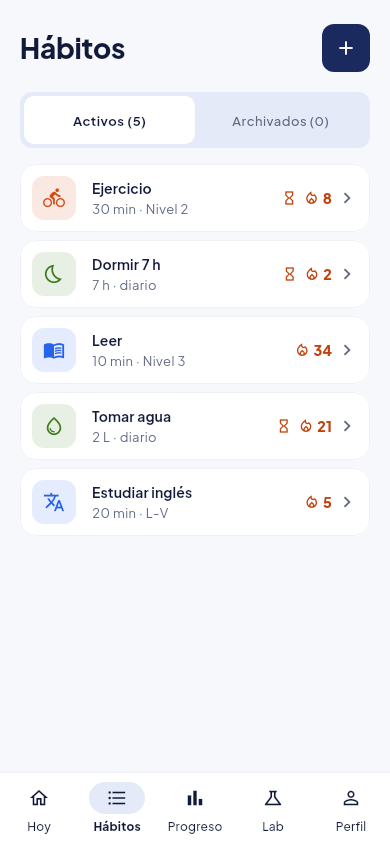 Hábitos
Activos (5)
Archivados (0)
Ejercicio
30 min · Nivel 2
8
Dormir 7 h
7 h · diario
2
Leer
10 min · Nivel 3
34
Tomar agua
2 L · diario
21
Estudiar inglés
20 min · L-V
5
Hoy
Hábitos
Progreso
Lab
Perfil